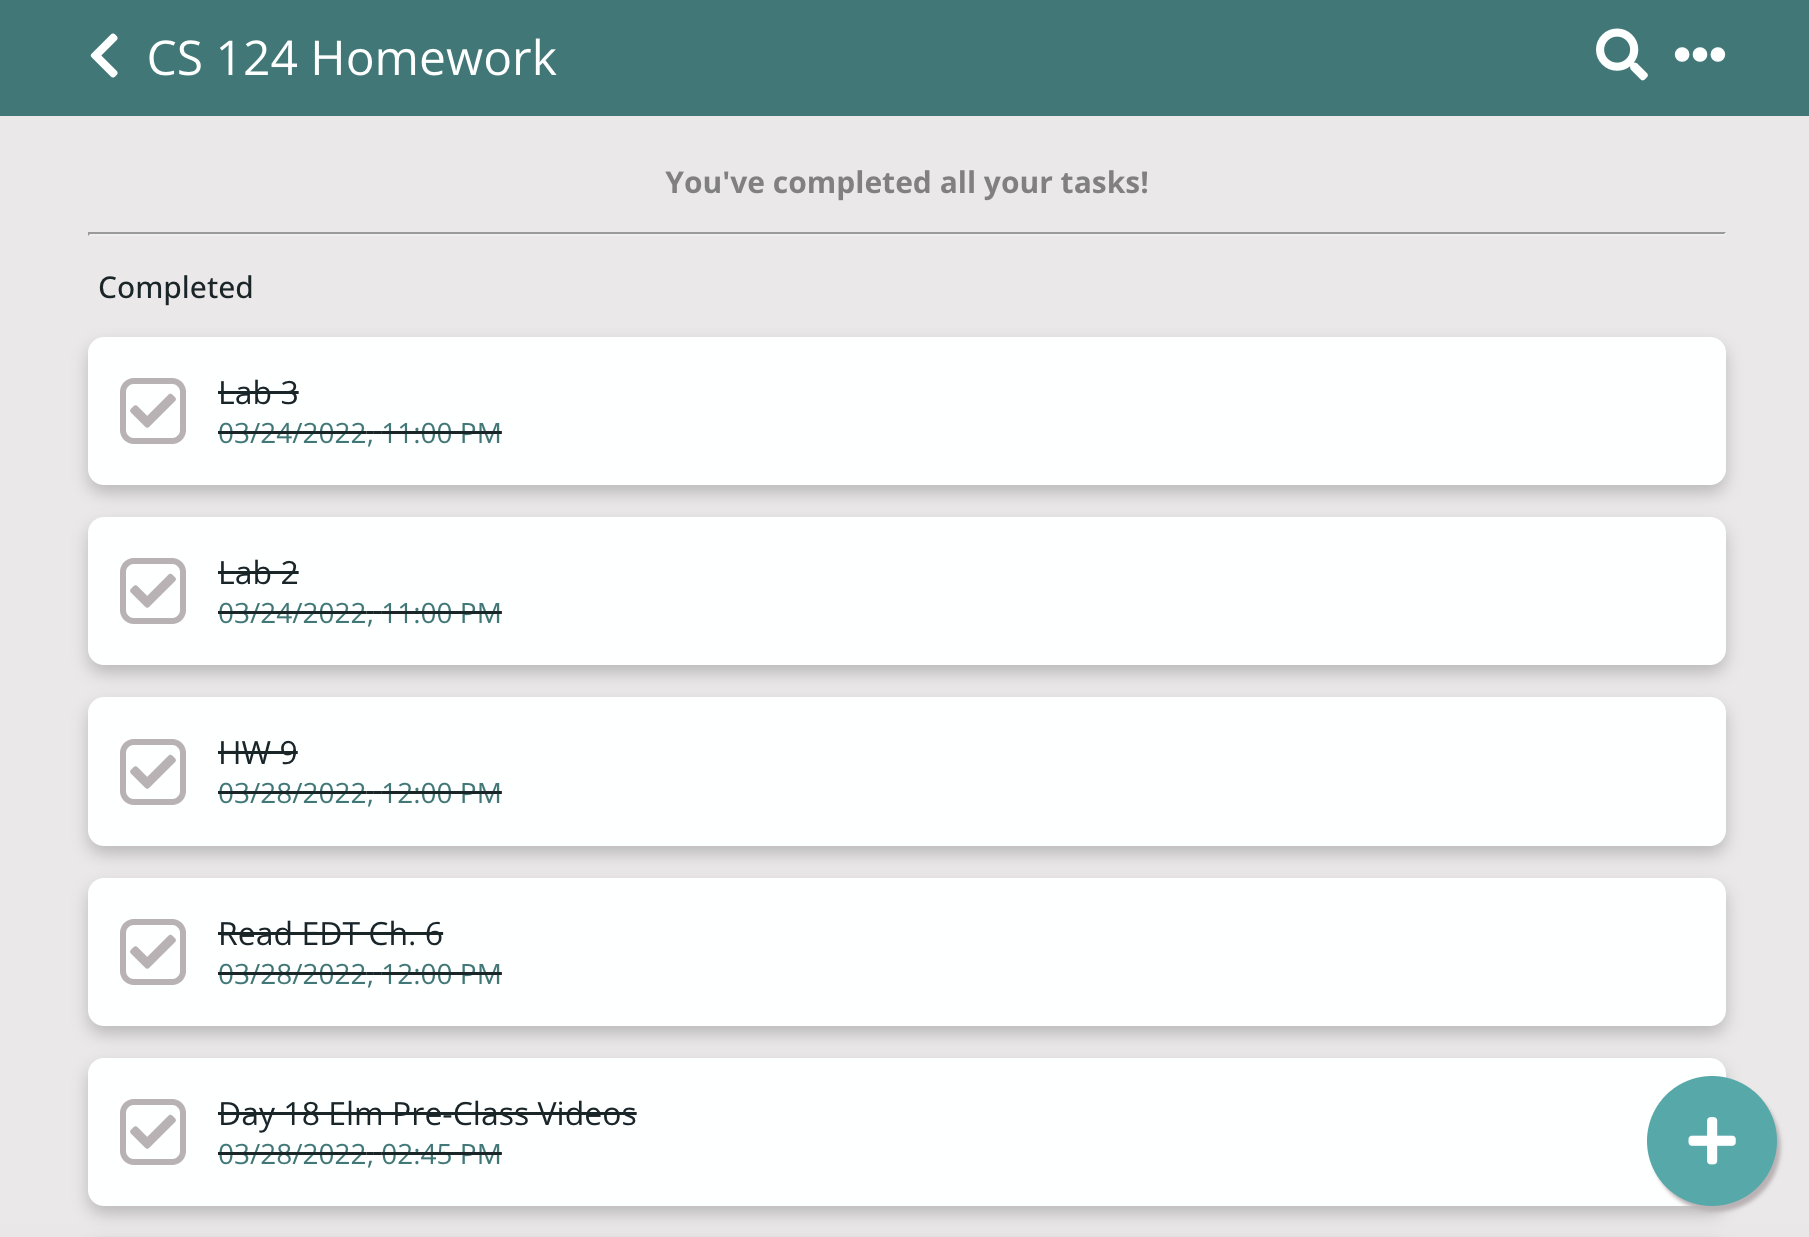 CS 124 Homework
You've completed all your tasks!
Completed
Lab 3
03/24/2022, 11:00 PM
Lab 2
03/24/2022, 11:00 PM
HW 9
03/28/2022, 12:00 PM
Read EDT Ch. 6
03/28/2022, 12:00 PM
Day 18 Elm Pre-Class Videos
03/28/2022, 02:45 PM